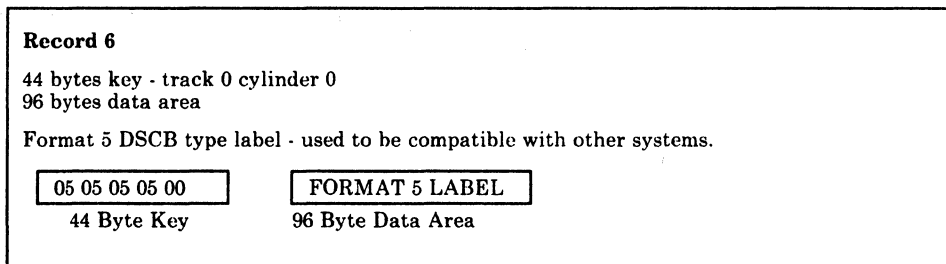 Record 6
44 bytes key - track 0 cylinder 0
96 bytes data area
Format 5 DSCB type label - used to be compatible with other systems.
05 05 05 05 00 FORMAT 5 LABEL
44 Byte Key 96 Byte Data Area